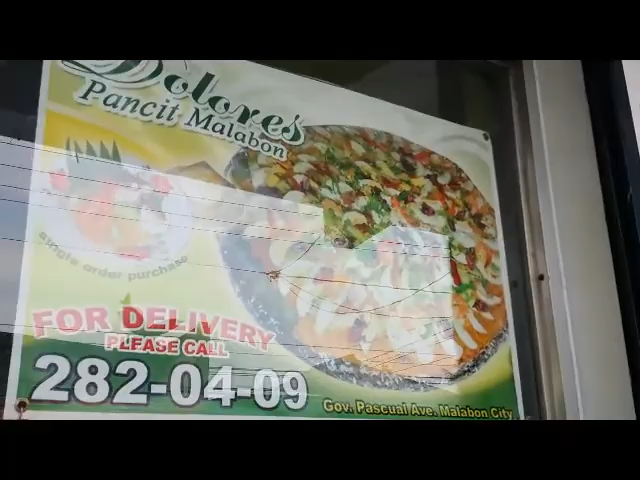 Dolores
Pancit Malabon
single order purchase
FOR DELIVERY
PLEASE CALL
282-04-09
Gov. Pascual Ave. Malabon City